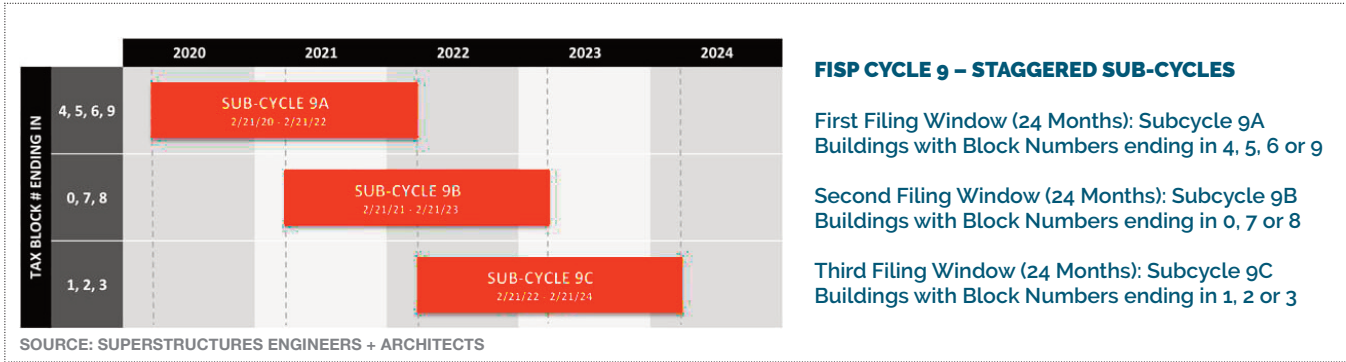 2020 2021 2022 2023 2024
TAX BLOCK # ENDING IN
4, 5, 6, 9
SUB-CYCLE 9A
2/21/20 - 2/21/22
0, 7, 8
SUB-CYCLE 9B
2/21/21 - 2/21/23
1, 2, 3
SUB-CYCLE 9C
2/21/22 - 2/21/24
SOURCE: SUPERSTRUCTURES ENGINEERS + ARCHITECTS
FISP CYCLE 9 – STAGGERED SUB-CYCLES
First Filing Window (24 Months): Subcycle 9A
Buildings with Block Numbers ending in 4, 5, 6 or 9
Second Filing Window (24 Months): Subcycle 9B
Buildings with Block Numbers ending in 0, 7 or 8
Third Filing Window (24 Months): Subcycle 9C
Buildings with Block Numbers ending in 1, 2 or 3